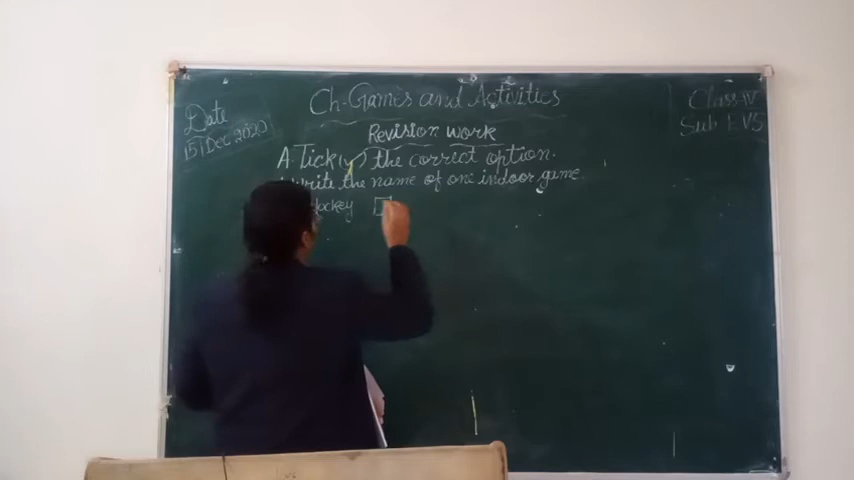 Ch-Games and Activities
Class-IV
Date
15 Dec 2020
Sub EVS
Revision work
A. Tick(✓) the correct option.
write the name of one indoor game.
Hockey